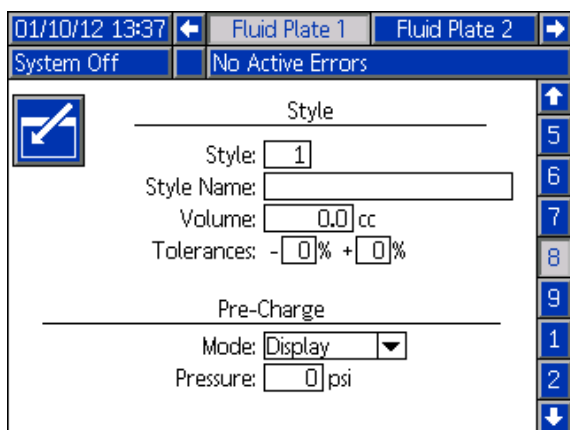 01/10/12 13:37 Fluid Plate 1 Fluid Plate 2
System Off No Active Errors
Style
Style: 1
Style Name:
Volume: 0.0 cc
Tolerances: - 0 % + 0 %
Pre-Charge
Mode: Display
Pressure: 0 psi
5
6
7
8
9
1
2